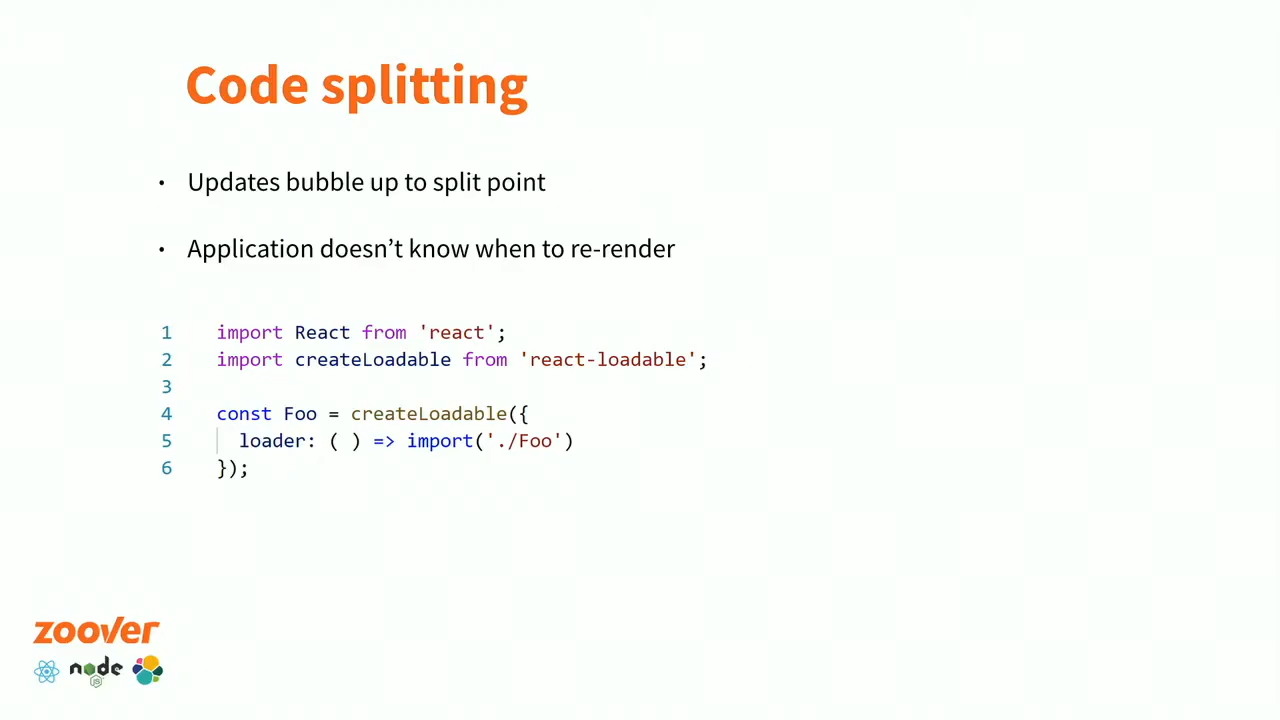 Code splitting
• Updates bubble up to split point
• Application doesn’t know when to re-render
1 import React from 'react';
2 import createLoadable from 'react-loadable';
3
4 const Foo = createLoadable({
5 loader: ( ) => import('./Foo')
6 });
zoover
node
JS